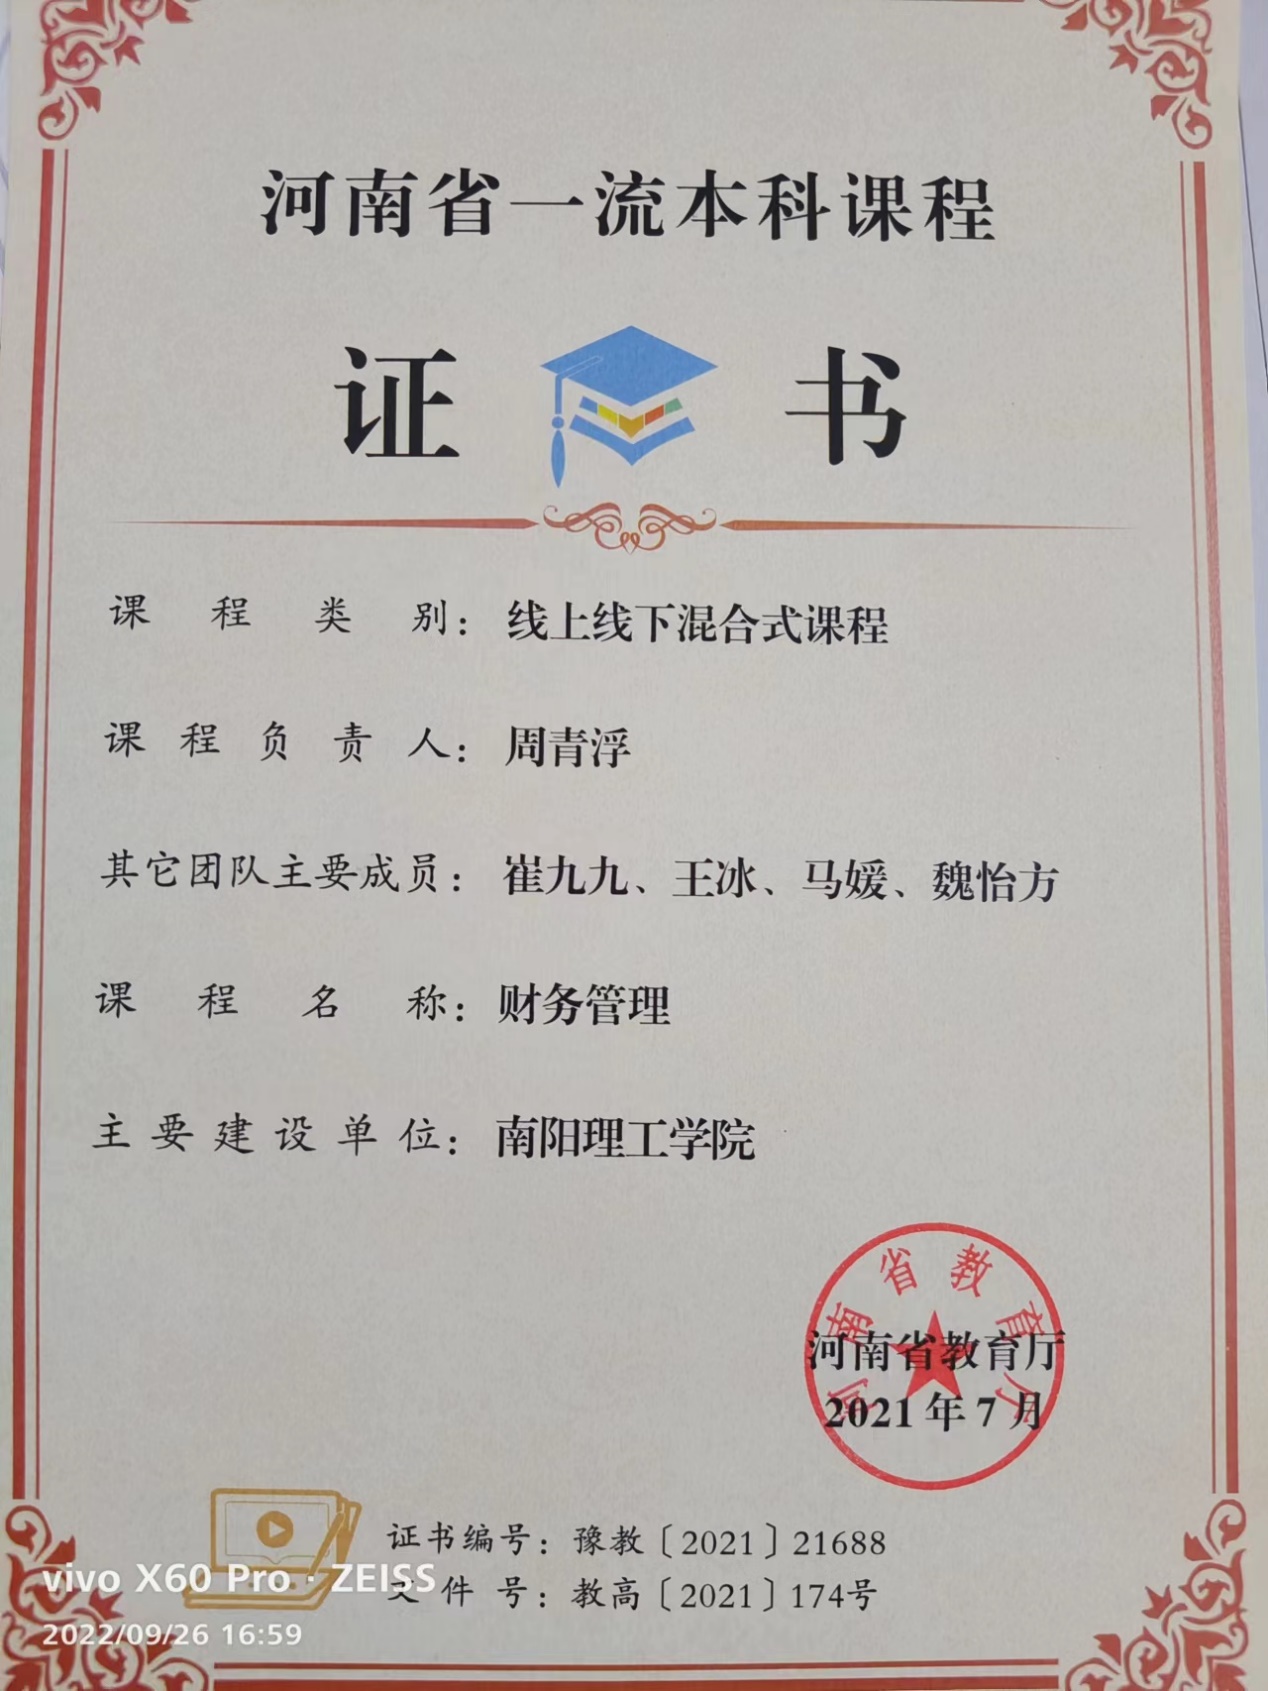 河南省一流本科课程
证书
课程类别：线上线下混合式课程
课程负责人：周青浮
其它团队主要成员：崔九九、王冰、马媛、魏怡方
课程名称：财务管理
主要建设单位：南阳理工学院
河南省教育厅
河南省教育厅
2021年7月
证书编号：豫教〔2021〕21688
文件号：教高〔2021〕174号
vivo X60 Pro · ZEISS
2022/09/26 16:59